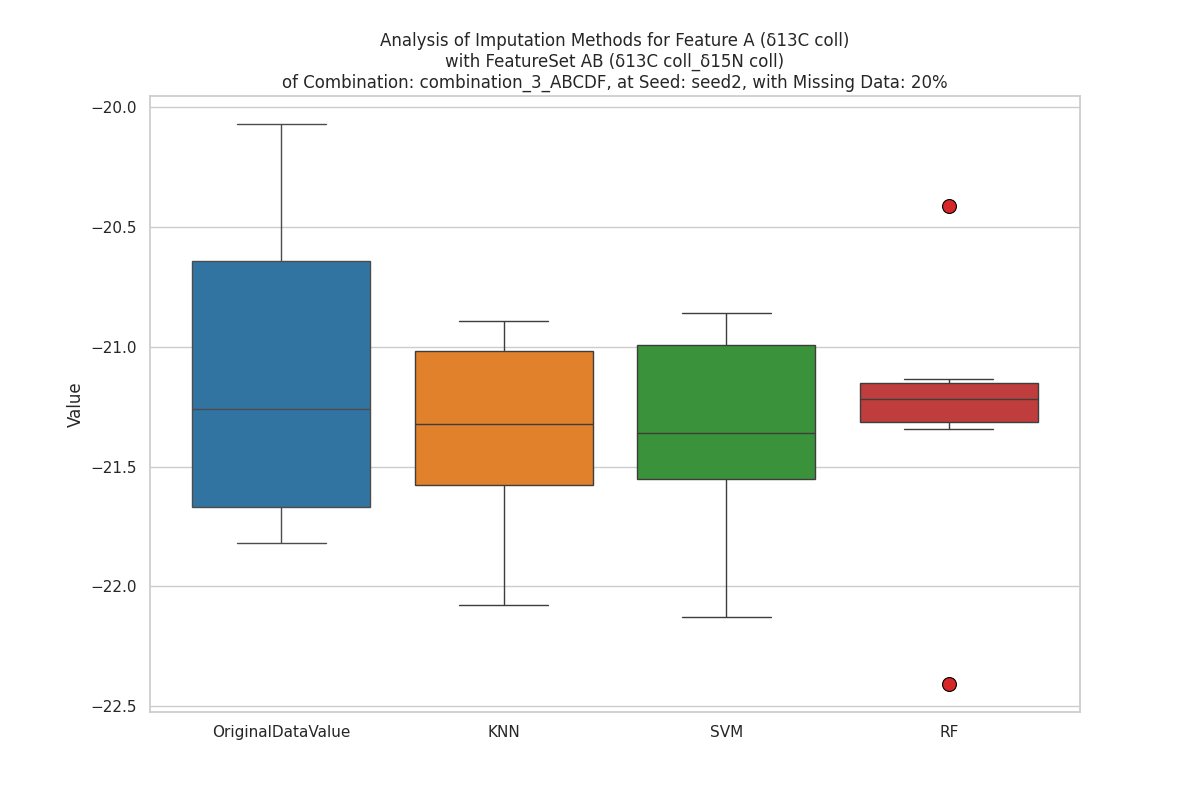 Analysis of Imputation Methods for Feature A (δ13C coll)
with FeatureSet AB (δ13C coll_δ15N coll)
of Combination: combination_3_ABCDF, at Seed: seed2, with Missing Data: 20%
−20.0
−20.5
−21.0
−21.5
−22.0
−22.5
Value
OriginalDataValue
KNN
SVM
RF